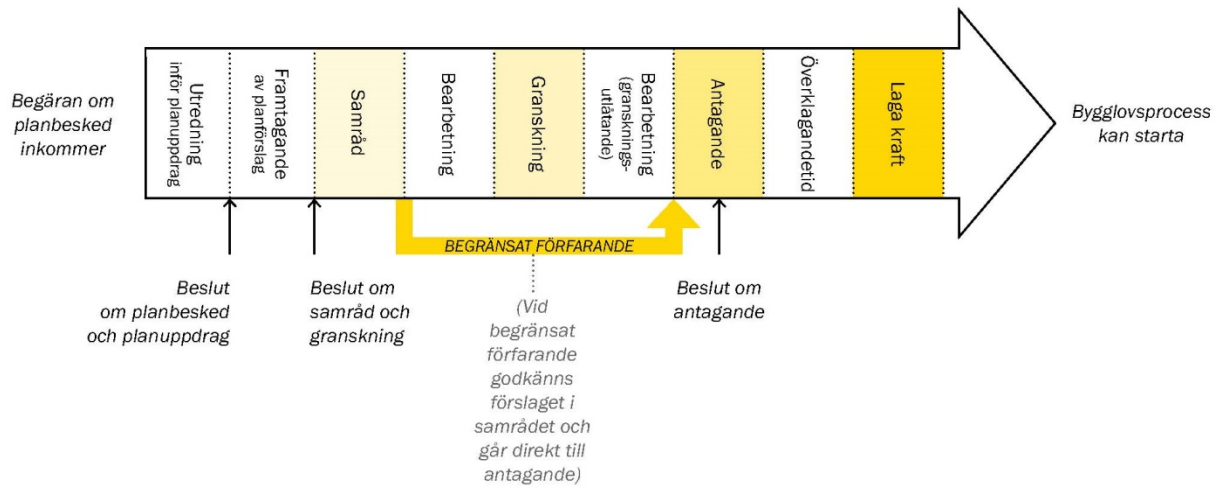 Begäran om
planbesked
inkommer
Utredning
inför planuppdrag
Framtagande
av planförslag
Samråd
Bearbetning
Granskning
Bearbetning
(gransknings-
utlåtande)
Antagande
Överklagandetid
Laga kraft
Bygglovsprocess
kan starta
BEGRÄNSAT FÖRFARANDE
Beslut
om planbesked
och planuppdrag
Beslut om
samråd och
granskning
(Vid
begränsat
förfarande
godkänns
förslaget i
samrådet och
går direkt till
antagande)
Beslut om
antagande